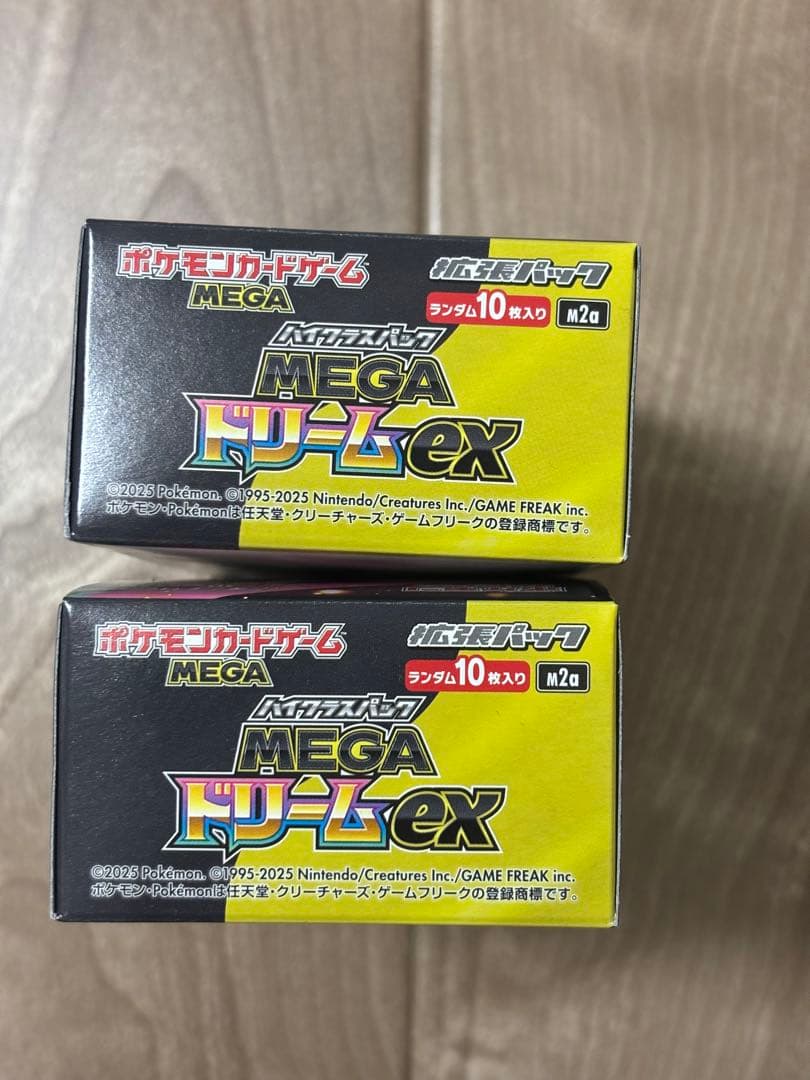 ポケモンカードゲーム 拡張パック
MEGA ランダム10枚入り M2a
ハイクラスパック
MEGA
ドリームex
©2025 Pokémon. ©1995-2025 Nintendo/Creatures Inc./GAME FREAK inc.
ポケモン・Pokémonは任天堂・クリーチャーズ・ゲームフリークの登録商標です。
ポケモンカードゲーム 拡張パック
MEGA ランダム10枚入り M2a
ハイクラスパック
MEGA
ドリームex
©2025 Pokémon. ©1995-2025 Nintendo/Creatures Inc./GAME FREAK inc.
ポケモン・Pokémonは任天堂・クリーチャーズ・ゲームフリークの登録商標です。